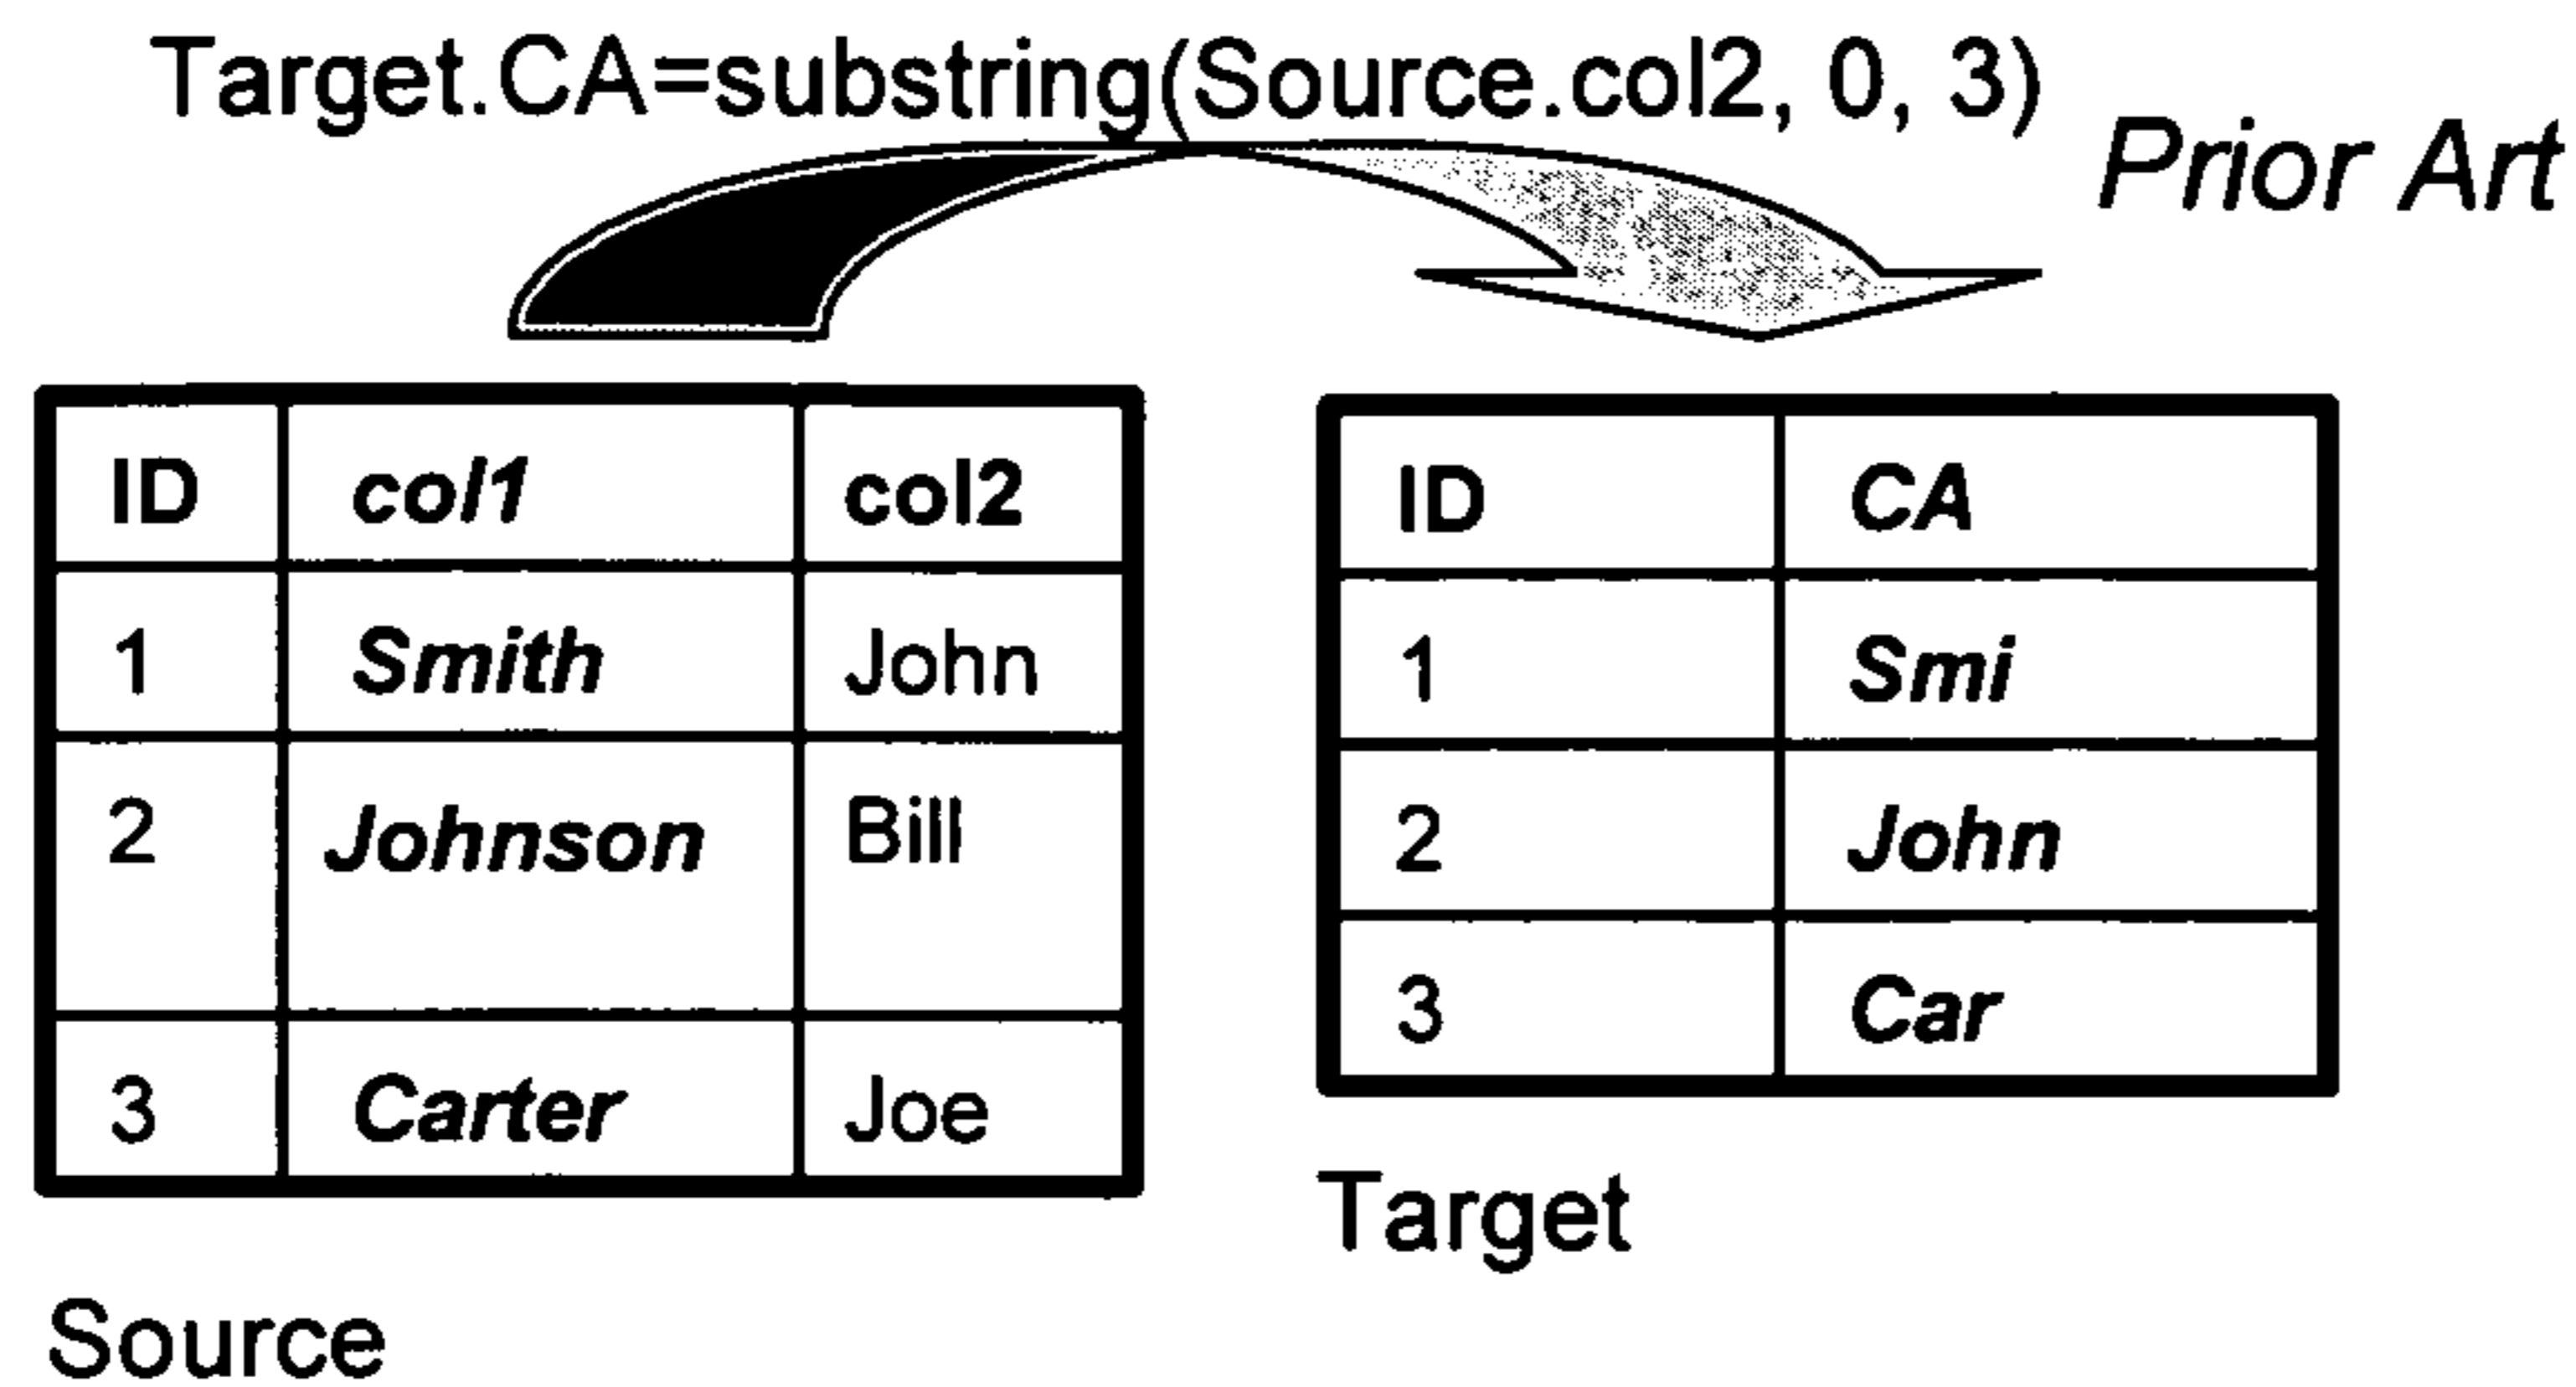 Target.CA=substring(Source.col2, 0, 3)
Prior Art
ID col1 col2
1 Smith John
2 Johnson Bill
3 Carter Joe
Source
ID CA
1 Smi
2 John
3 Car
Target